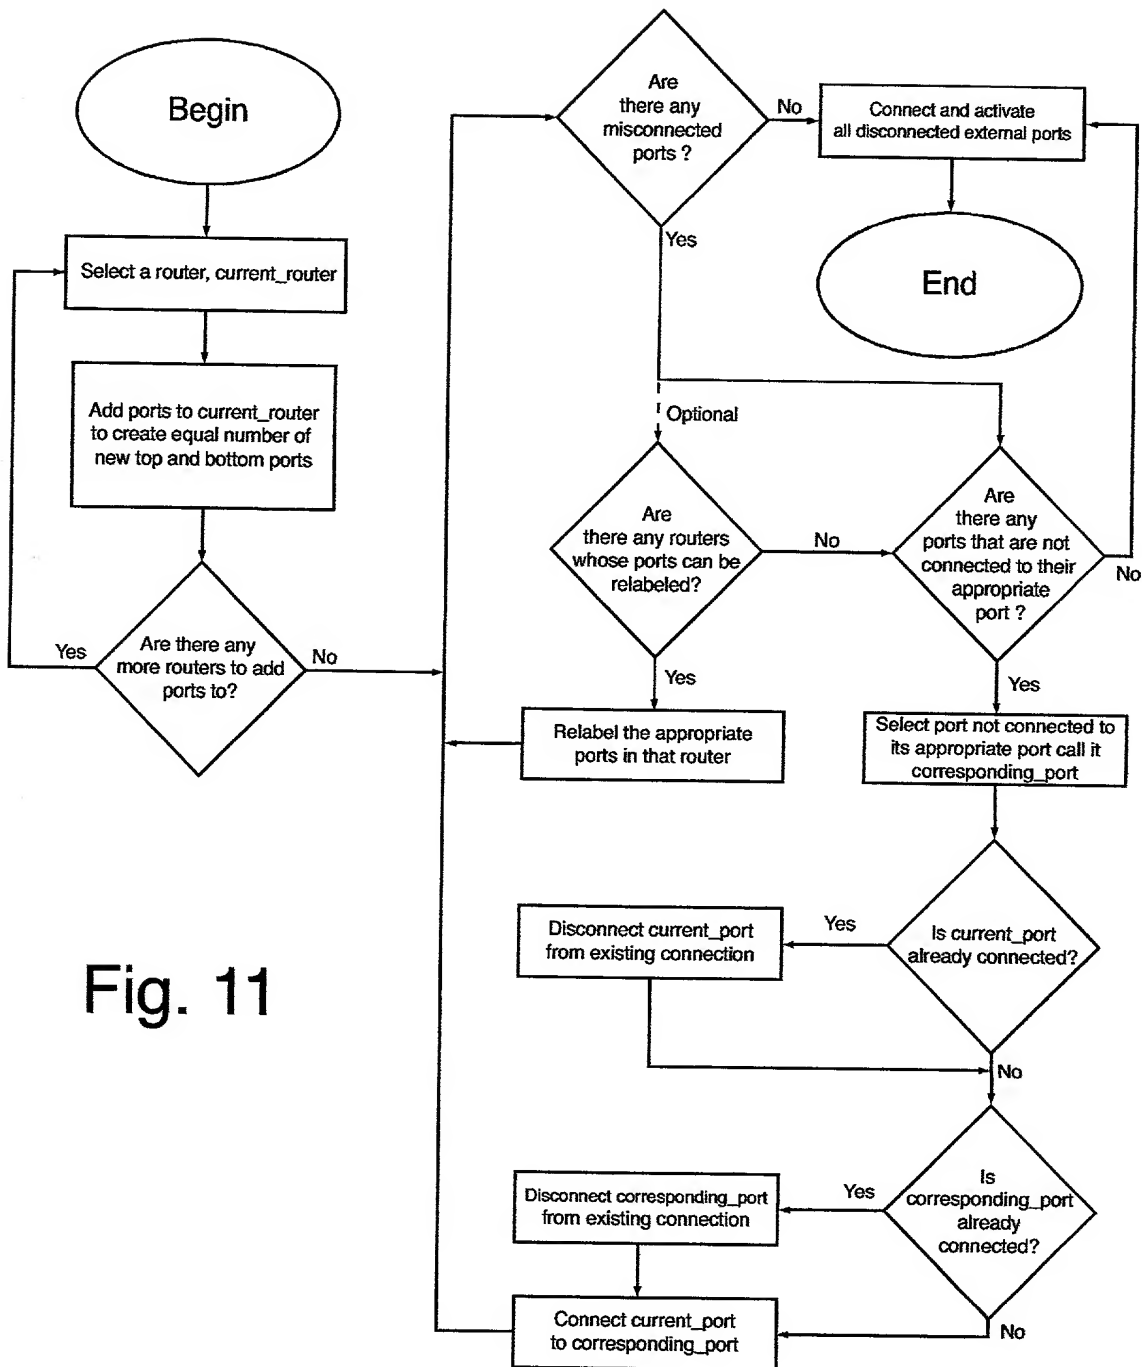 Begin
Select a router, current_router
Add ports to current_router
to create equal number of
new top and bottom ports
Are there any
more routers to add
ports to?
Yes
No
Are
there any
misconnected
ports ?
No
Yes
Connect and activate
all disconnected external ports
End
Optional
Are
there any routers
whose ports can be
relabeled?
No
Yes
Relabel the appropriate
ports in that router
Are
there any
ports that are not
connected to their
appropriate
port ?
No
Yes
Select port not connected to
its appropriate port call it
corresponding_port
Is current_port
already connected?
Yes
No
Disconnect current_port
from existing connection
Is
corresponding_port
already
connected?
Yes
No
Disconnect corresponding_port
from existing connection
Connect current_port
to corresponding_port
Fig. 11